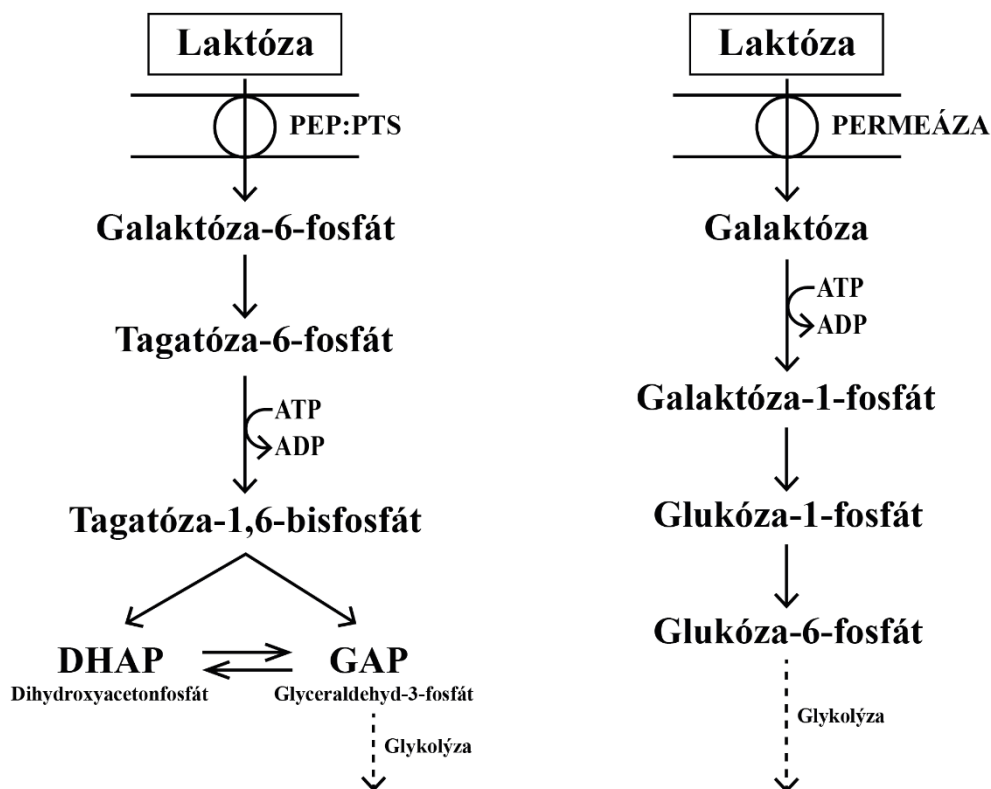 Laktóza
PEP:PTS
Galaktóza-6-fosfát
Tagatóza-6-fosfát
ATP
ADP
Tagatóza-1,6-bisfosfát
DHAP
Dihydroxyacetonfosfát
GAP
Glyceraldehyd-3-fosfát
Glykolýza
Laktóza
PERMEÁZA
Galaktóza
ATP
ADP
Galaktóza-1-fosfát
Glukóza-1-fosfát
Glukóza-6-fosfát
Glykolýza